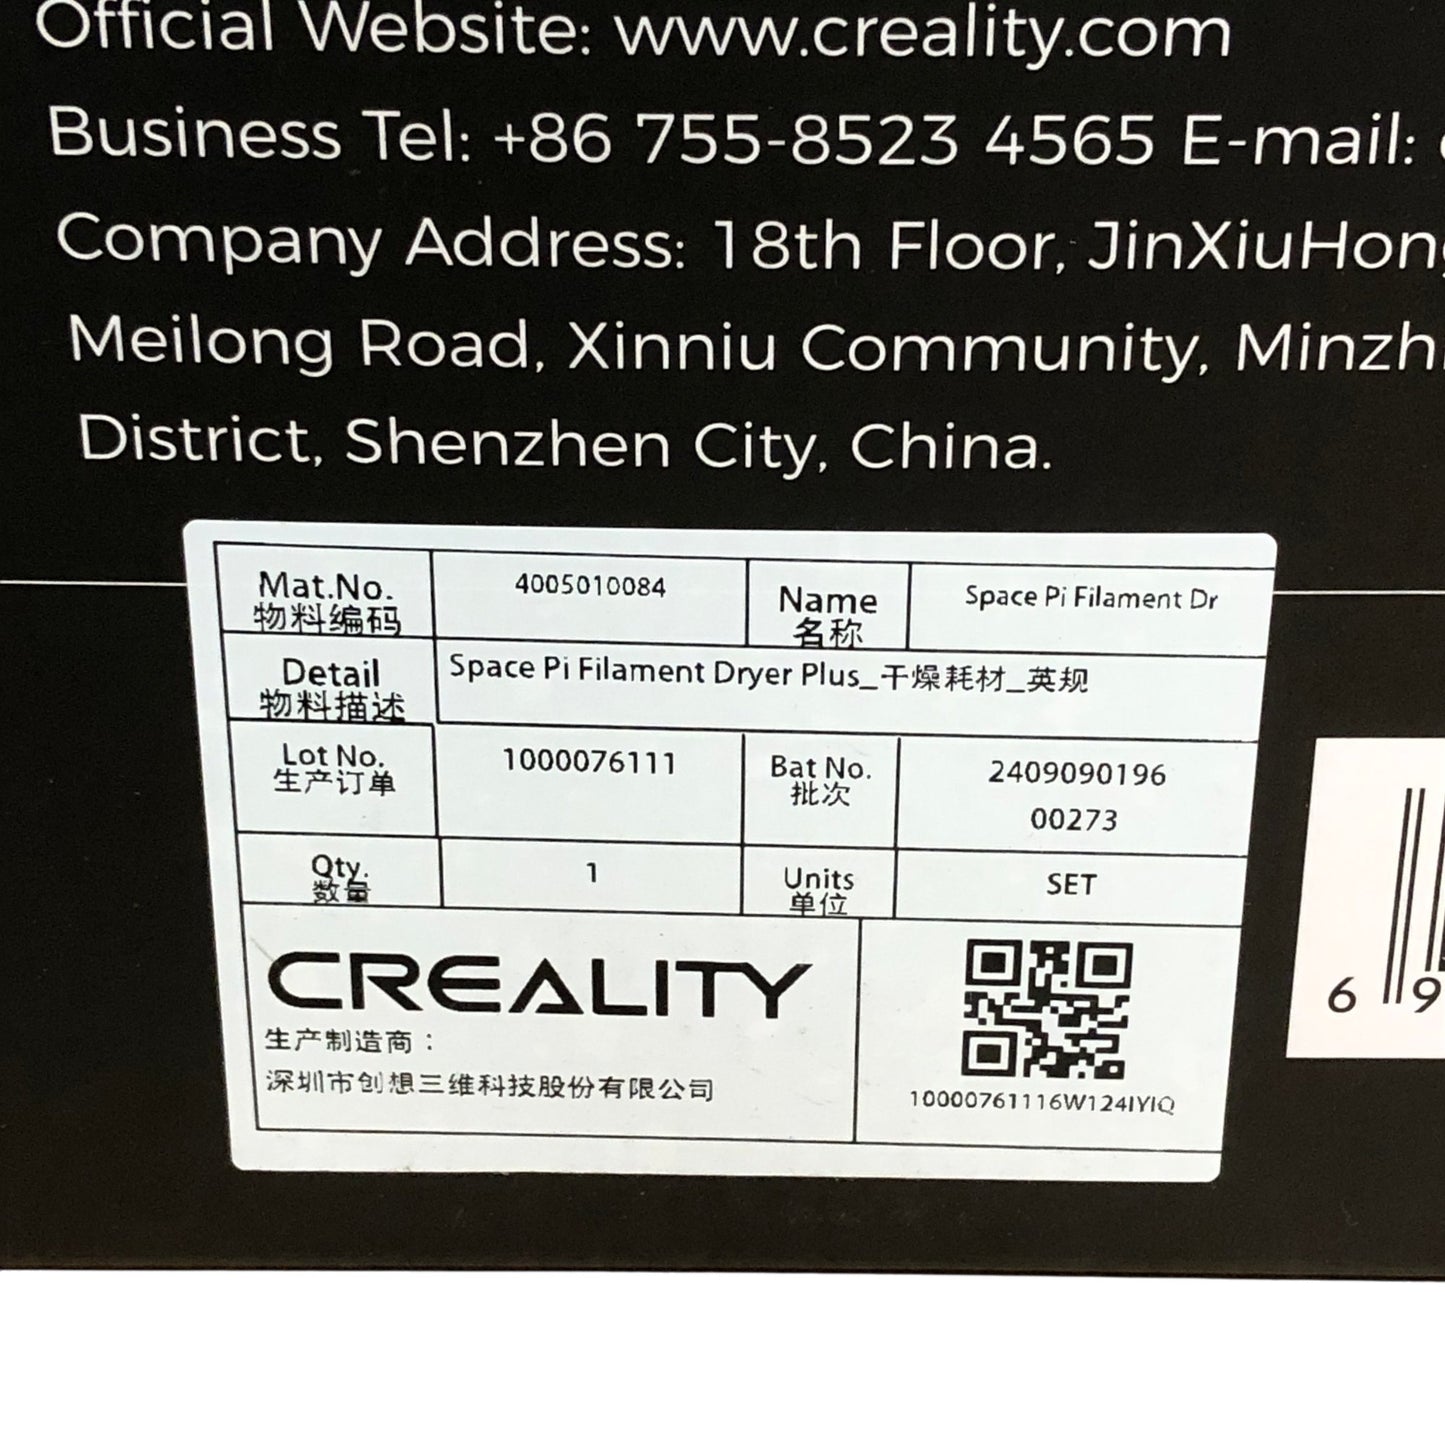 Official Website: www.creality.com
Business Tel: +86 755-8523 4565 E-mail:
Company Address: 18th Floor, JinXiuHong
Meilong Road, Xinniu Community, Minzh
District, Shenzhen City, China.
Mat.No. 4005010084 Name Space Pi Filament Dr
物料编码 名称
Detail Space Pi Filament Dryer Plus_干燥耗材_英规
物料描述
Lot No. 1000076111 Bat No. 2409090196
生产订单 批次 00273
Qty. 1 Units SET
数量 单位
CREALITY
生产制造商：
深圳市创想三维科技股份有限公司
10000761116W124IYIQ
6 9